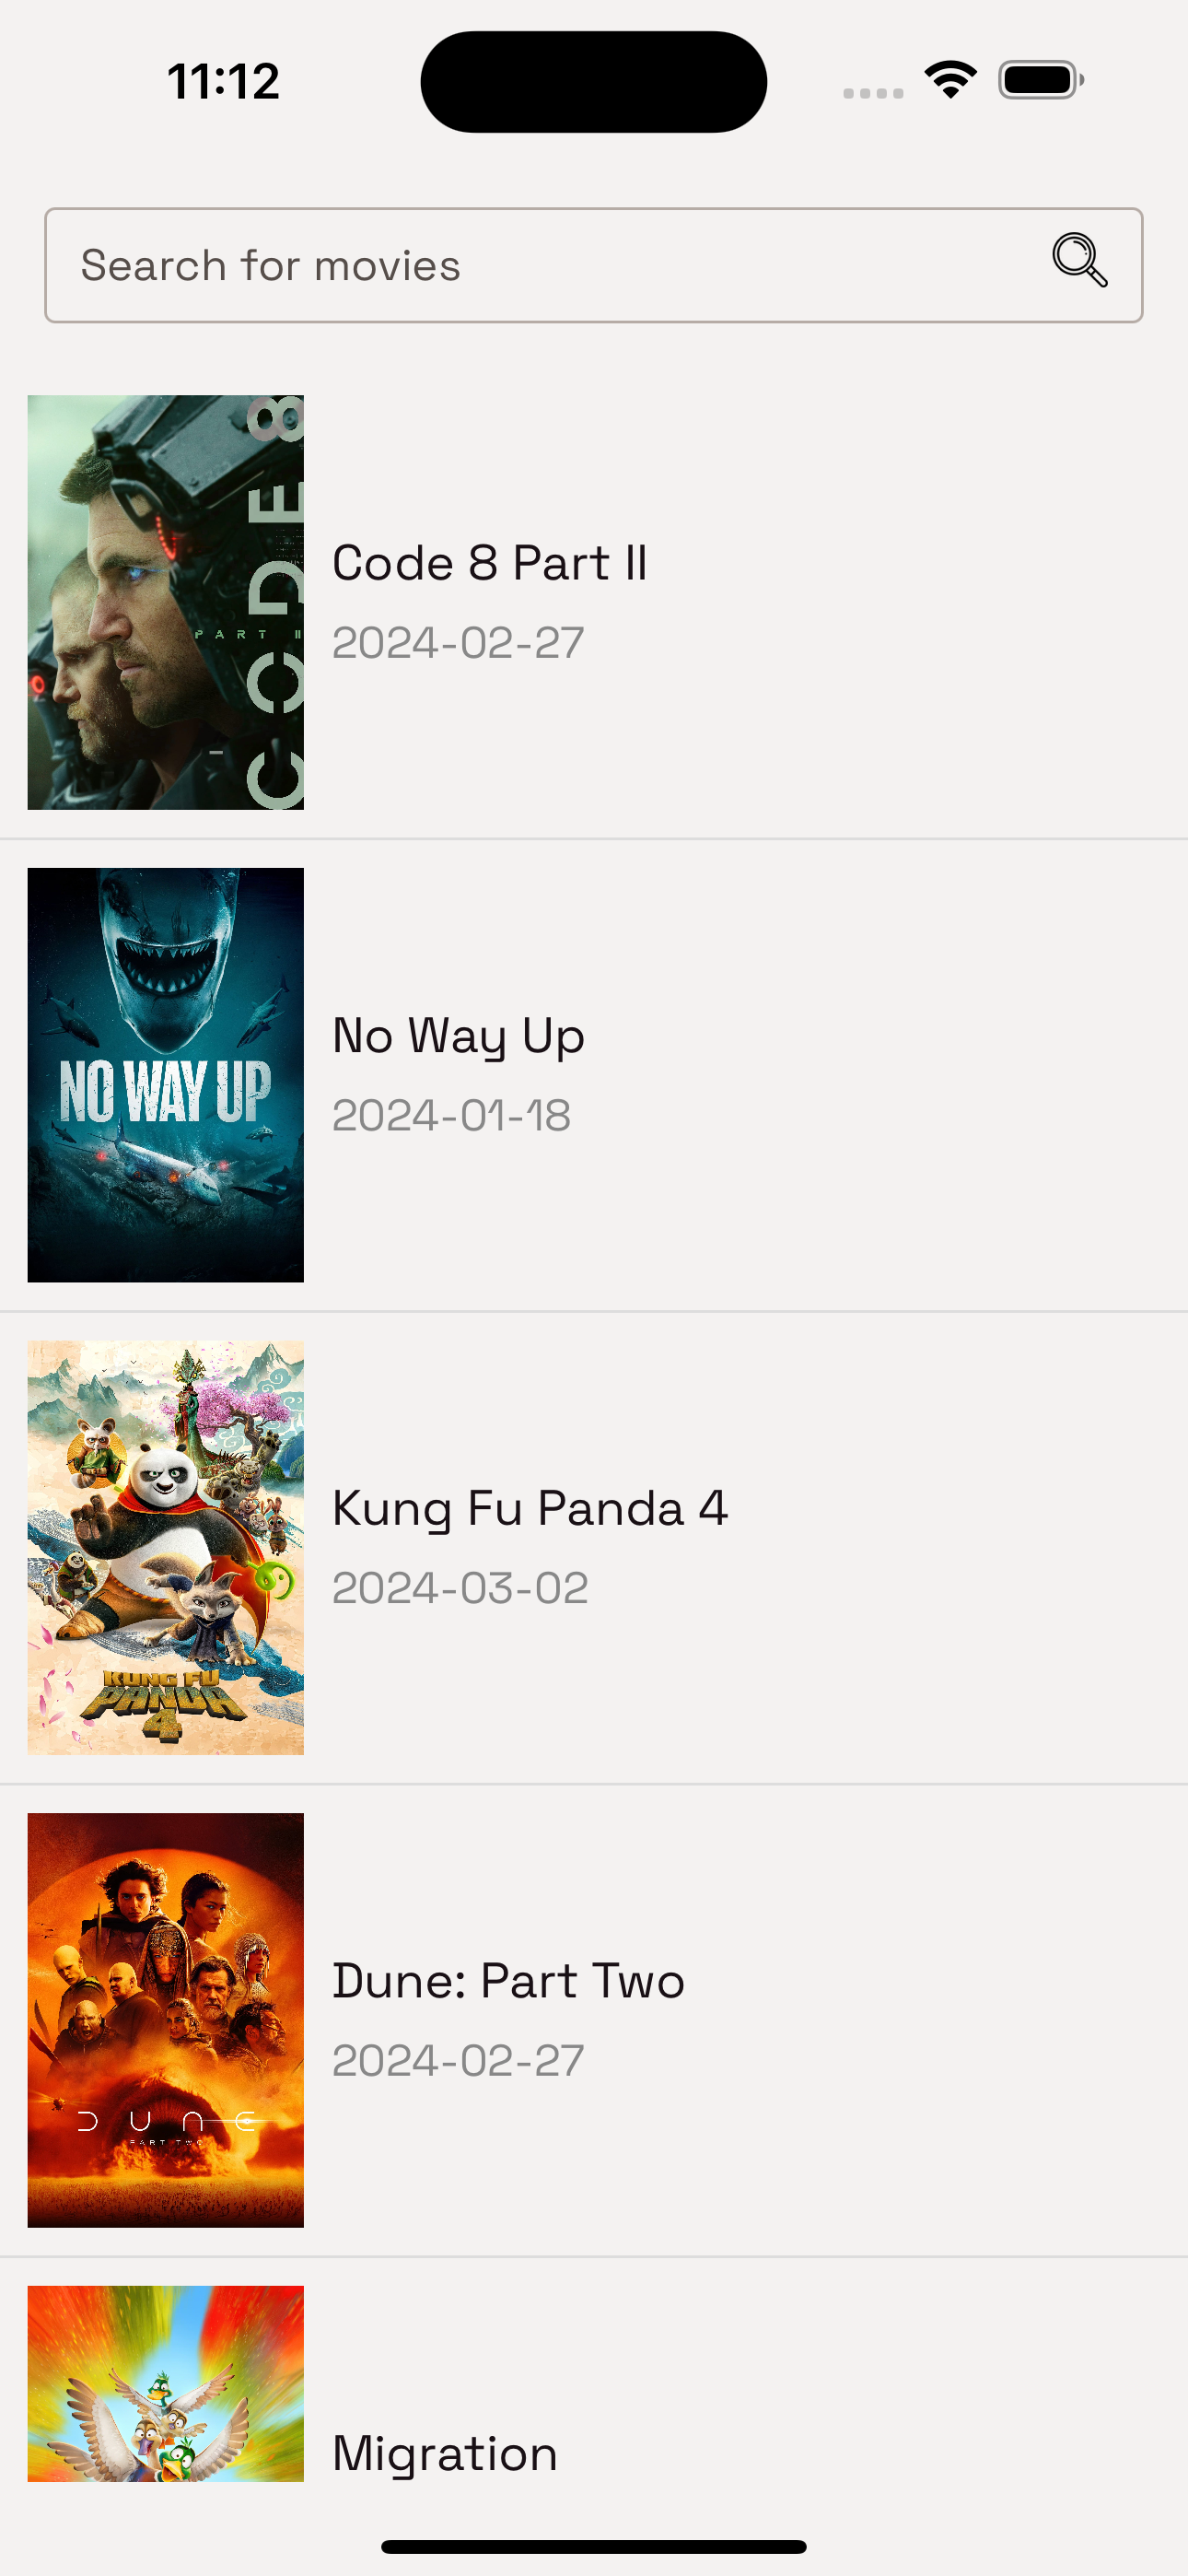 11:12
Search for movies
CODE 8
PART II
Code 8 Part II
2024-02-27
NO WAY UP
No Way Up
2024-01-18
KUNG FU
PANDA
4
Kung Fu Panda 4
2024-03-02
DUNE
PART TWO
Dune: Part Two
2024-02-27
Migration